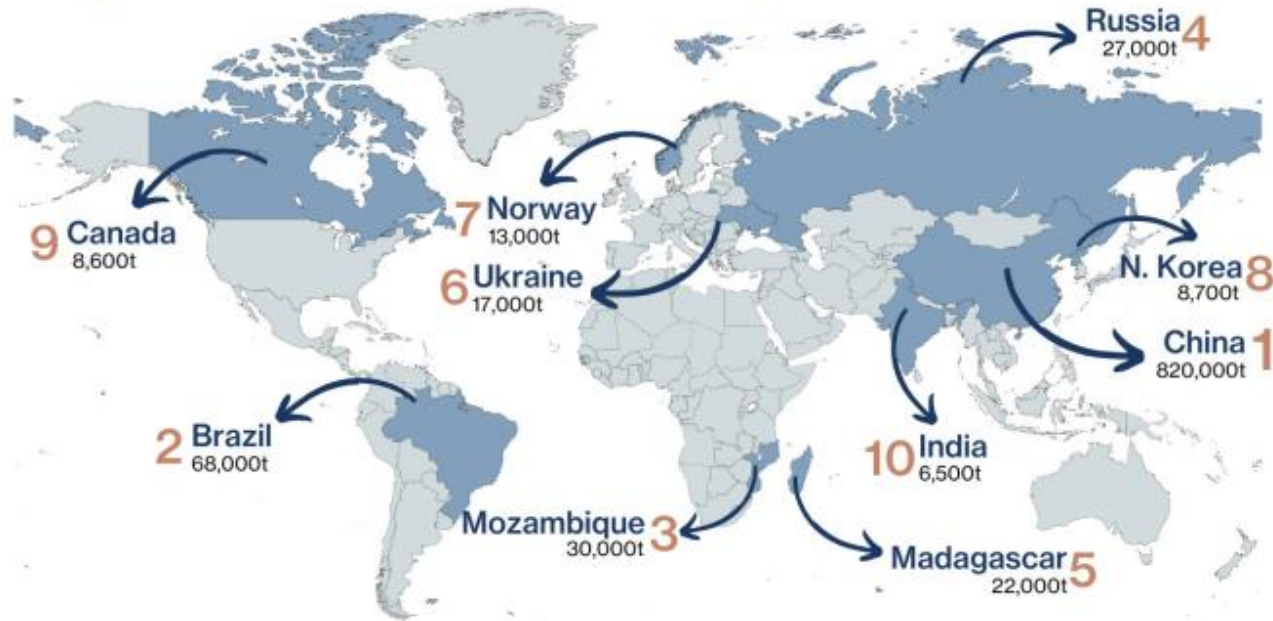 Russia 4
27,000t
9 Canada
8,600t
7 Norway
13,000t
6 Ukraine
17,000t
N. Korea 8
8,700t
China 1
820,000t
2 Brazil
68,000t
10 India
6,500t
Mozambique 3
30,000t
Madagascar 5
22,000t